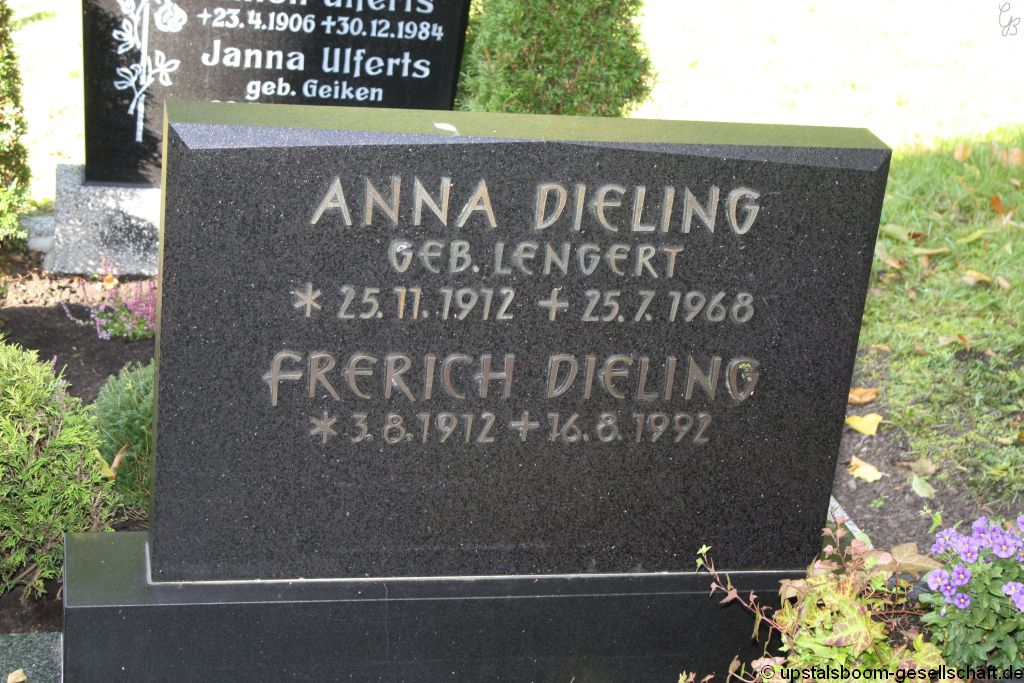 Ulferts
+23.4.1906 +30.12.1984
Janna Ulferts
geb. Geiken
ANNA DIELING
GEB. LENGERT
* 25.11.1912 + 25.7.1968
FRERICH DIELING
* 3.8.1912 + 16.8.1992
© upstalsboom-gesellschaft.de